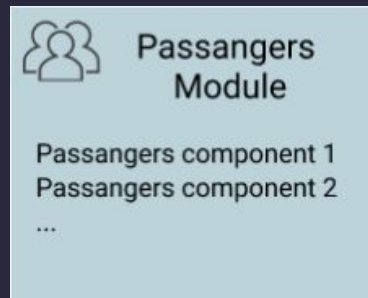 Passangers
Module
Passangers component 1
Passangers component 2
...